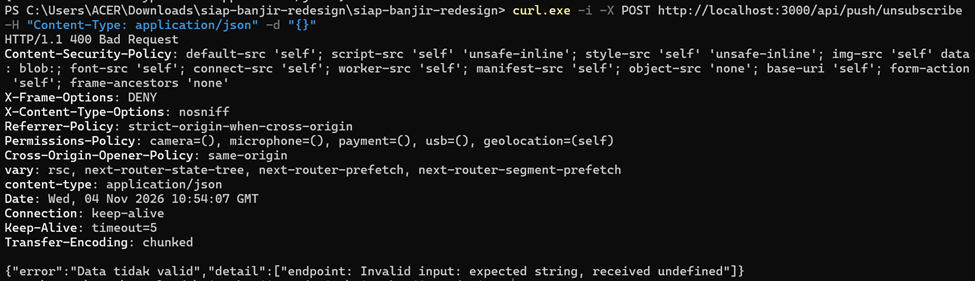 PS C:\Users\ACER\Downloads\siap-banjir-redesign\siap-banjir-redesign> curl.exe -i -X POST http://localhost:3000/api/push/unsubscribe
-H "Content-Type: application/json" -d "{}"
HTTP/1.1 400 Bad Request
Content-Security-Policy: default-src 'self'; script-src 'self' 'unsafe-inline'; style-src 'self' 'unsafe-inline'; img-src 'self' data
: blob:; font-src 'self'; connect-src 'self'; worker-src 'self'; manifest-src 'self'; object-src 'none'; base-uri 'self'; form-action
'self'; frame-ancestors 'none'
X-Frame-Options: DENY
X-Content-Type-Options: nosniff
Referrer-Policy: strict-origin-when-cross-origin
Permissions-Policy: camera=(), microphone=(), payment=(), usb=(), geolocation=(self)
Cross-Origin-Opener-Policy: same-origin
vary: rsc, next-router-state-tree, next-router-prefetch, next-router-segment-prefetch
content-type: application/json
Date: Wed, 04 Nov 2026 10:54:07 GMT
Connection: keep-alive
Keep-Alive: timeout=5
Transfer-Encoding: chunked
{"error":"Data tidak valid","detail":["endpoint: Invalid input: expected string, received undefined"]}